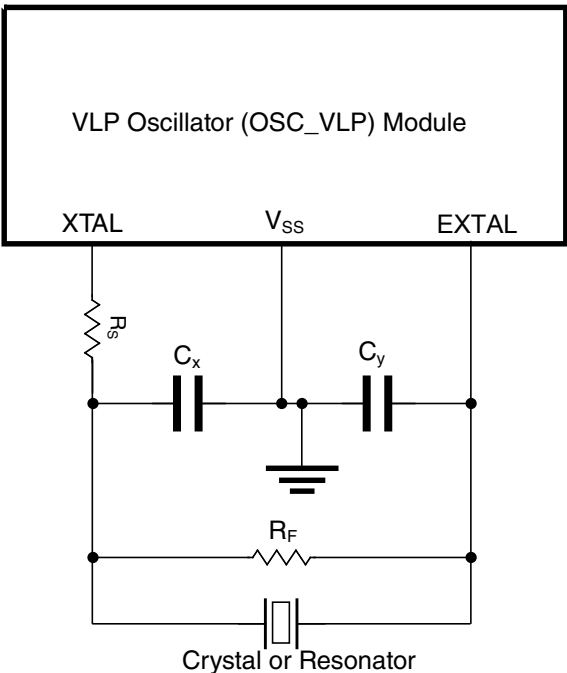 VLP Oscillator (OSC_VLP) Module
XTAL
VSS
EXTAL
RS
Cx
Cy
RF
Crystal or Resonator